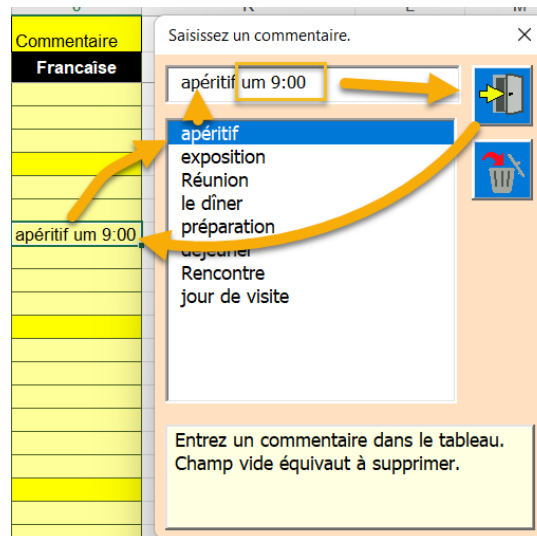 Commentaire
Francaîse
apéritif um 9:00
Saisissez un commentaire.
apéritif um 9:00
apéritif
exposition
Réunion
le dîner
préparation
déjeuner
Rencontre
jour de visite
Entrez un commentaire dans le tableau.
Champ vide équivaut à supprimer.